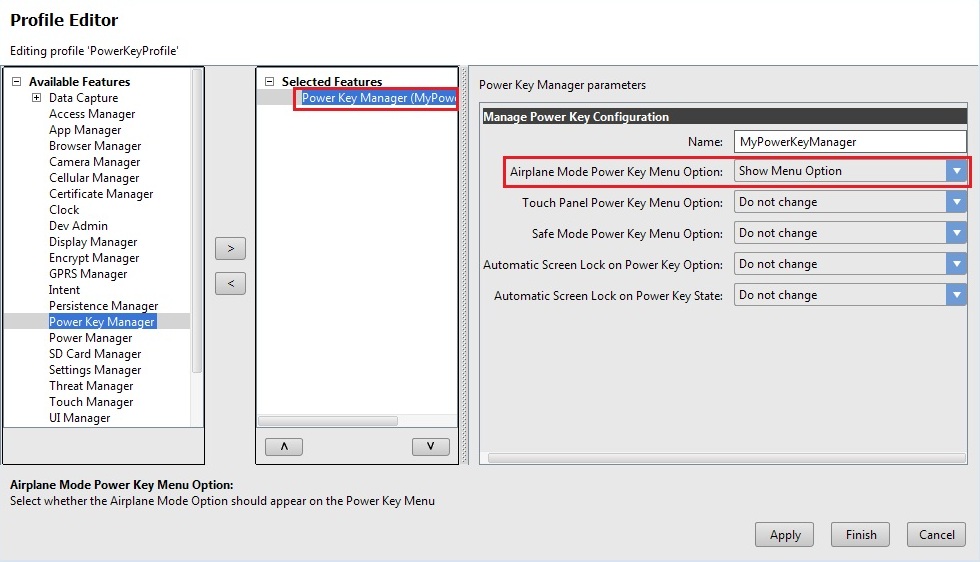 Profile Editor
Editing profile 'PowerKeyProfile'
Available Features
Data Capture
Access Manager
App Manager
Browser Manager
Camera Manager
Cellular Manager
Certificate Manager
Clock
Dev Admin
Display Manager
Encrypt Manager
GPRS Manager
Intent
Persistence Manager
Power Key Manager
Power Manager
SD Card Manager
Settings Manager
Threat Manager
Touch Manager
UI Manager
>
<
Selected Features
Power Key Manager (MyPowe
Power Key Manager parameters
Manage Power Key Configuration
Name: MyPowerKeyManager
Airplane Mode Power Key Menu Option: Show Menu Option
Touch Panel Power Key Menu Option: Do not change
Safe Mode Power Key Menu Option: Do not change
Automatic Screen Lock on Power Key Option: Do not change
Automatic Screen Lock on Power Key State: Do not change
Airplane Mode Power Key Menu Option:
Select whether the Airplane Mode Option should appear on the Power Key Menu
Apply Finish Cancel